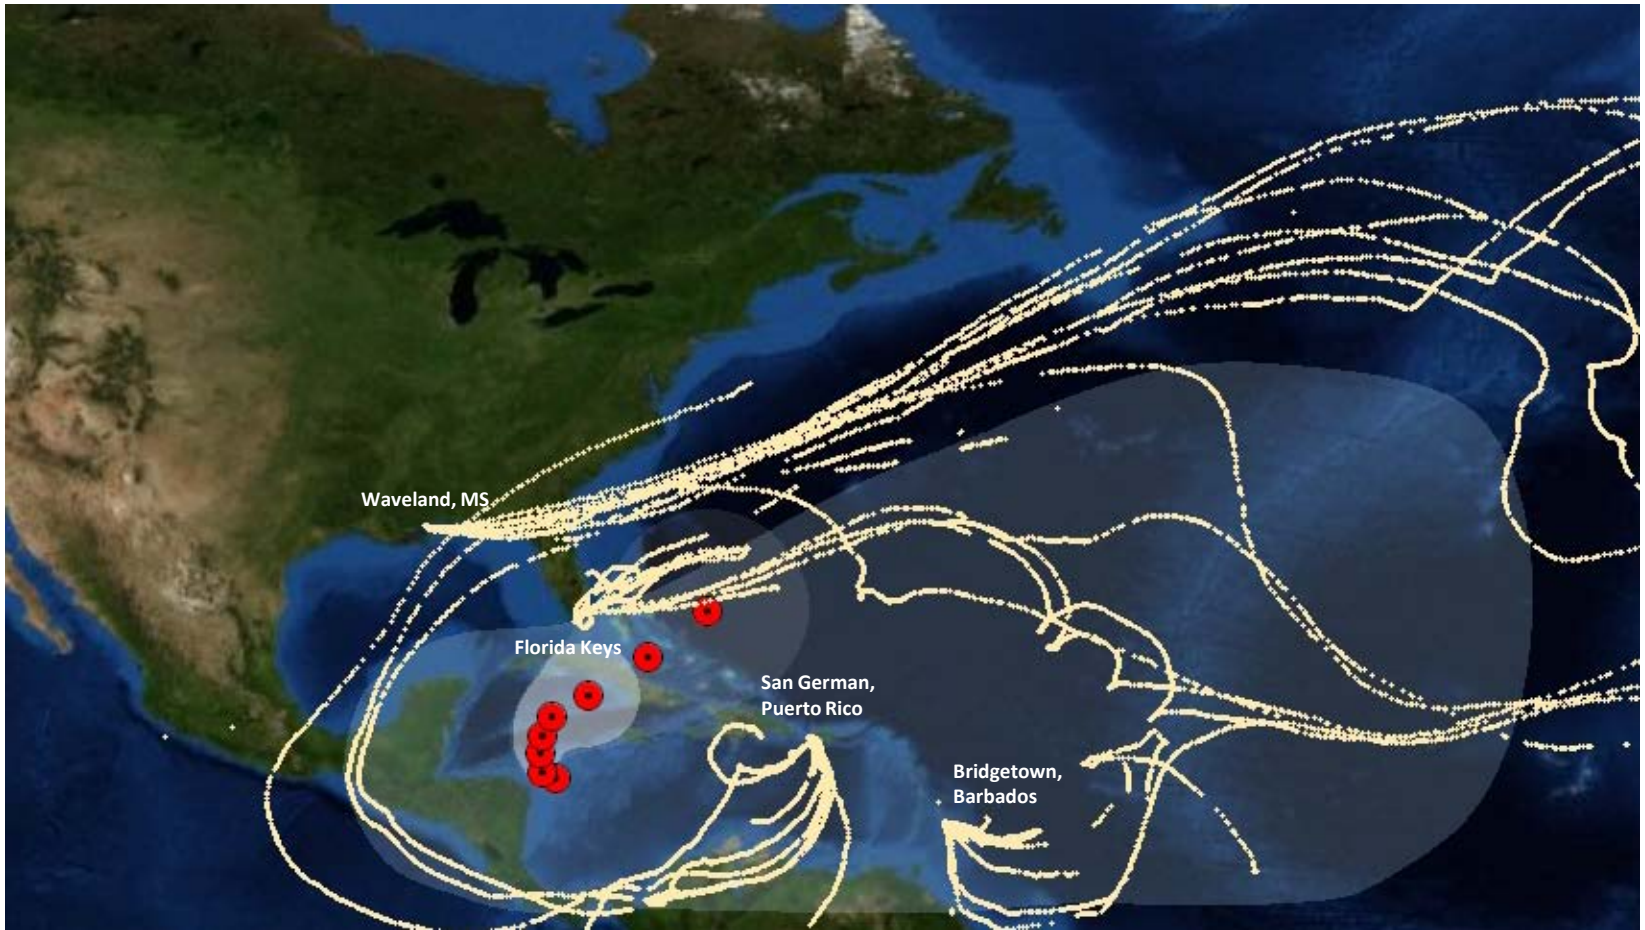 Waveland, MS
Florida Keys
San German,
Puerto Rico
Bridgetown,
Barbados